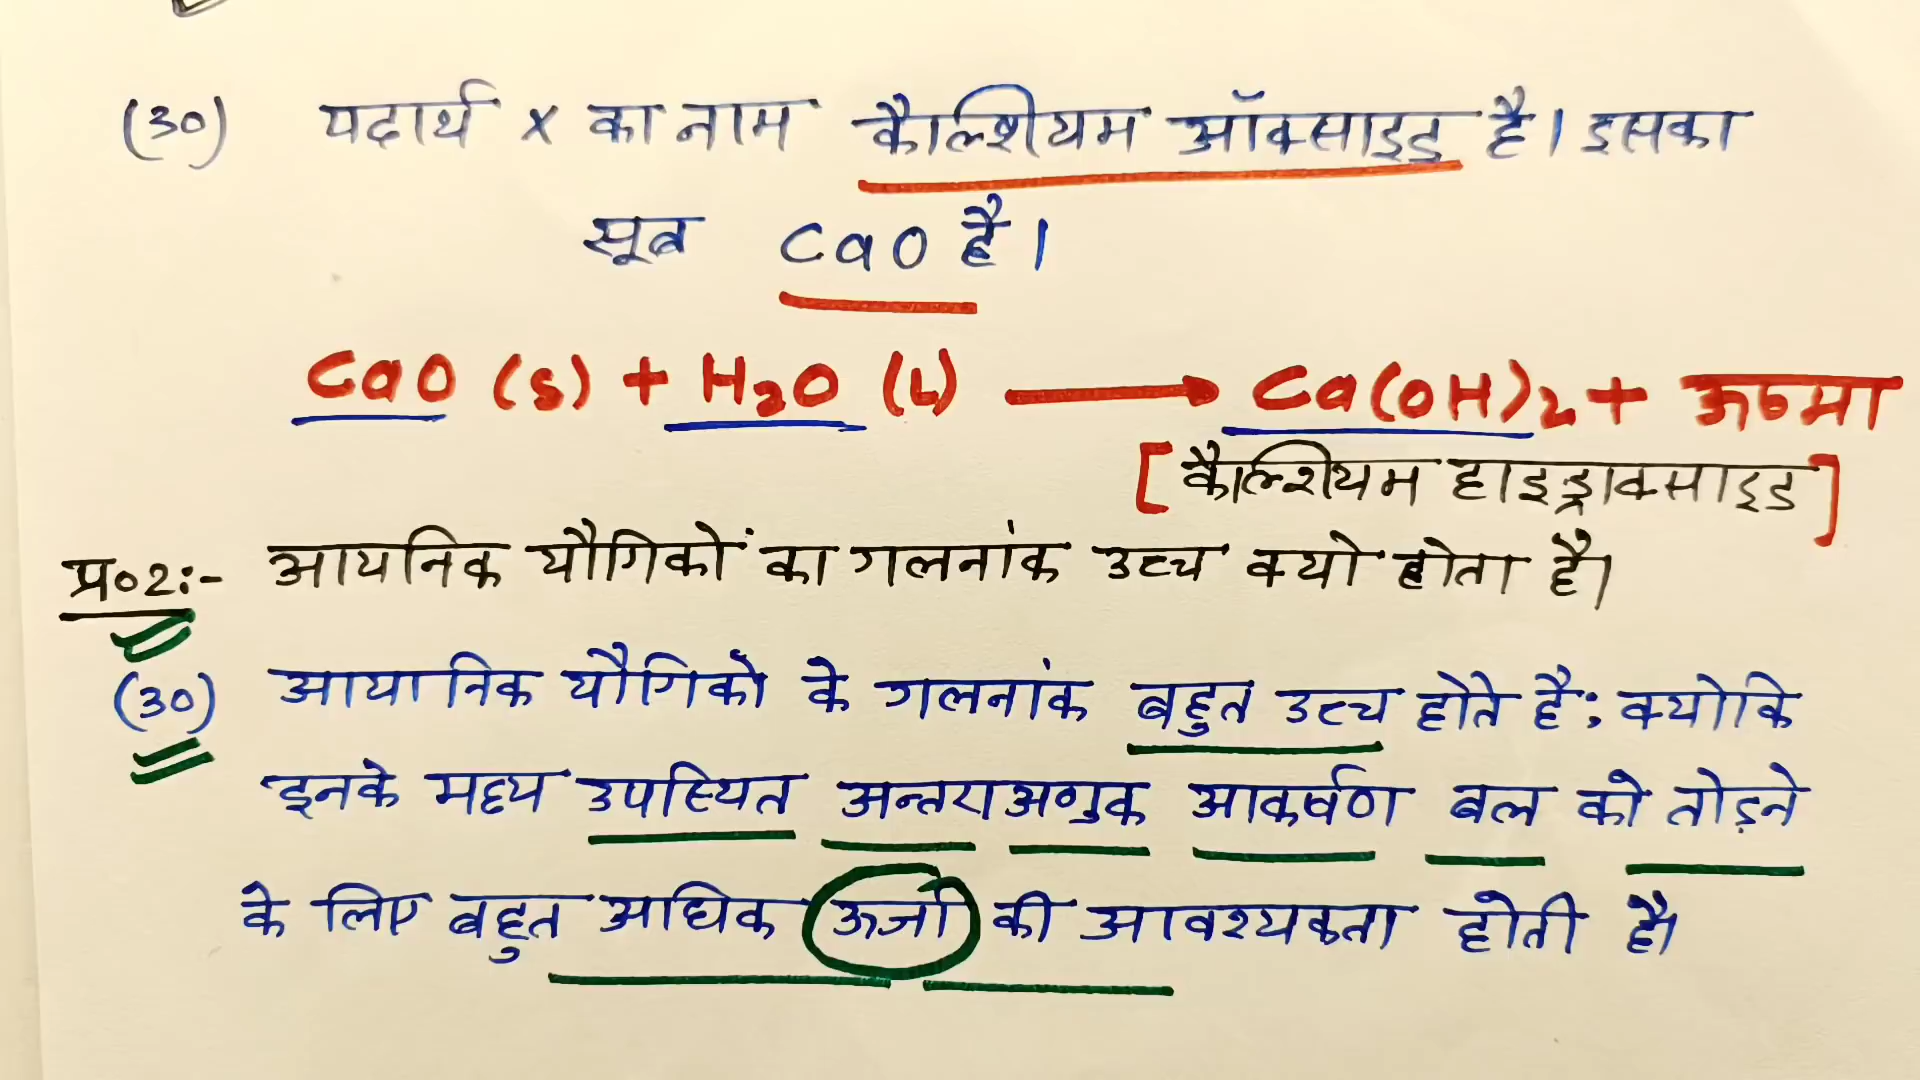 (उ०) पदार्थ x का नाम कैल्शियम ऑक्साइड है। इसका
सूत्र CaO है।
CaO (s) + H₂O (l) ⟶ Ca(OH)₂ + ऊष्मा
[कैल्शियम हाइड्राक्साइड]
प्र०2:- आयनिक यौगिकों का गलनांक उच्च क्यो होता है।
(उ०) आयानिक यौगिको के गलनांक बहुत उच्च होते है; क्योकि
इनके मध्य उपस्थित अन्तरा अणुक आकर्षण बल को तोड़ने
के लिए बहुत अधिक ऊर्जा की आवश्यकता होती है।